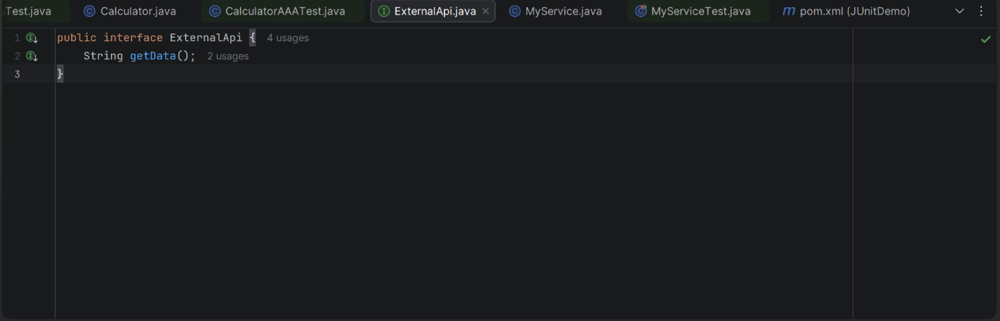 sTest.java Calculator.java CalculatorAAATest.java ExternalApi.java MyService.java MyServiceTest.java pom.xml (JUnitDemo)
1 public interface ExternalApi { 4 usages
2 String getData(); 2 usages
3 }